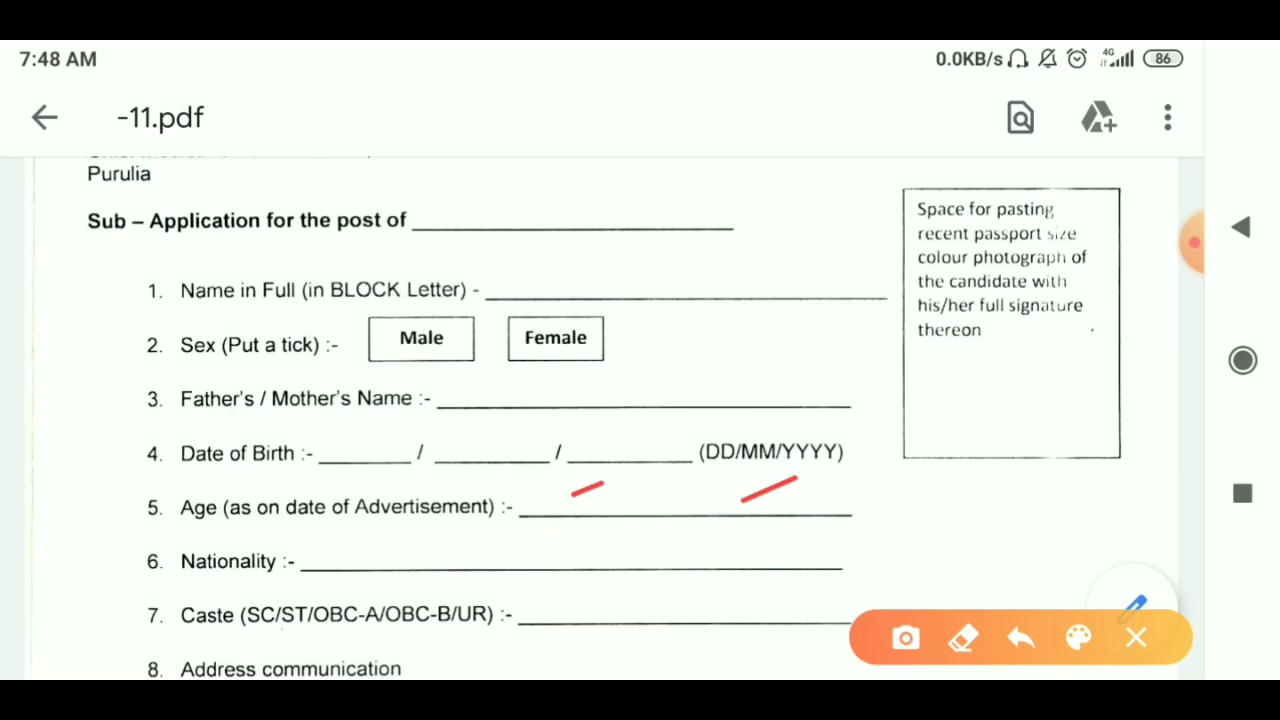 7:48 AM
0.0KB/s 4G 86
-11.pdf
Purulia
Sub – Application for the post of
Space for pasting
recent passport size
colour photograph of
the candidate with
his/her full signature
thereon
1. Name in Full (in BLOCK Letter) -
2. Sex (Put a tick) :- Male Female
3. Father's / Mother's Name :-
4. Date of Birth :- / / (DD/MM/YYYY)
5. Age (as on date of Advertisement) :-
6. Nationality :-
7. Caste (SC/ST/OBC-A/OBC-B/UR) :-
8. Address communication